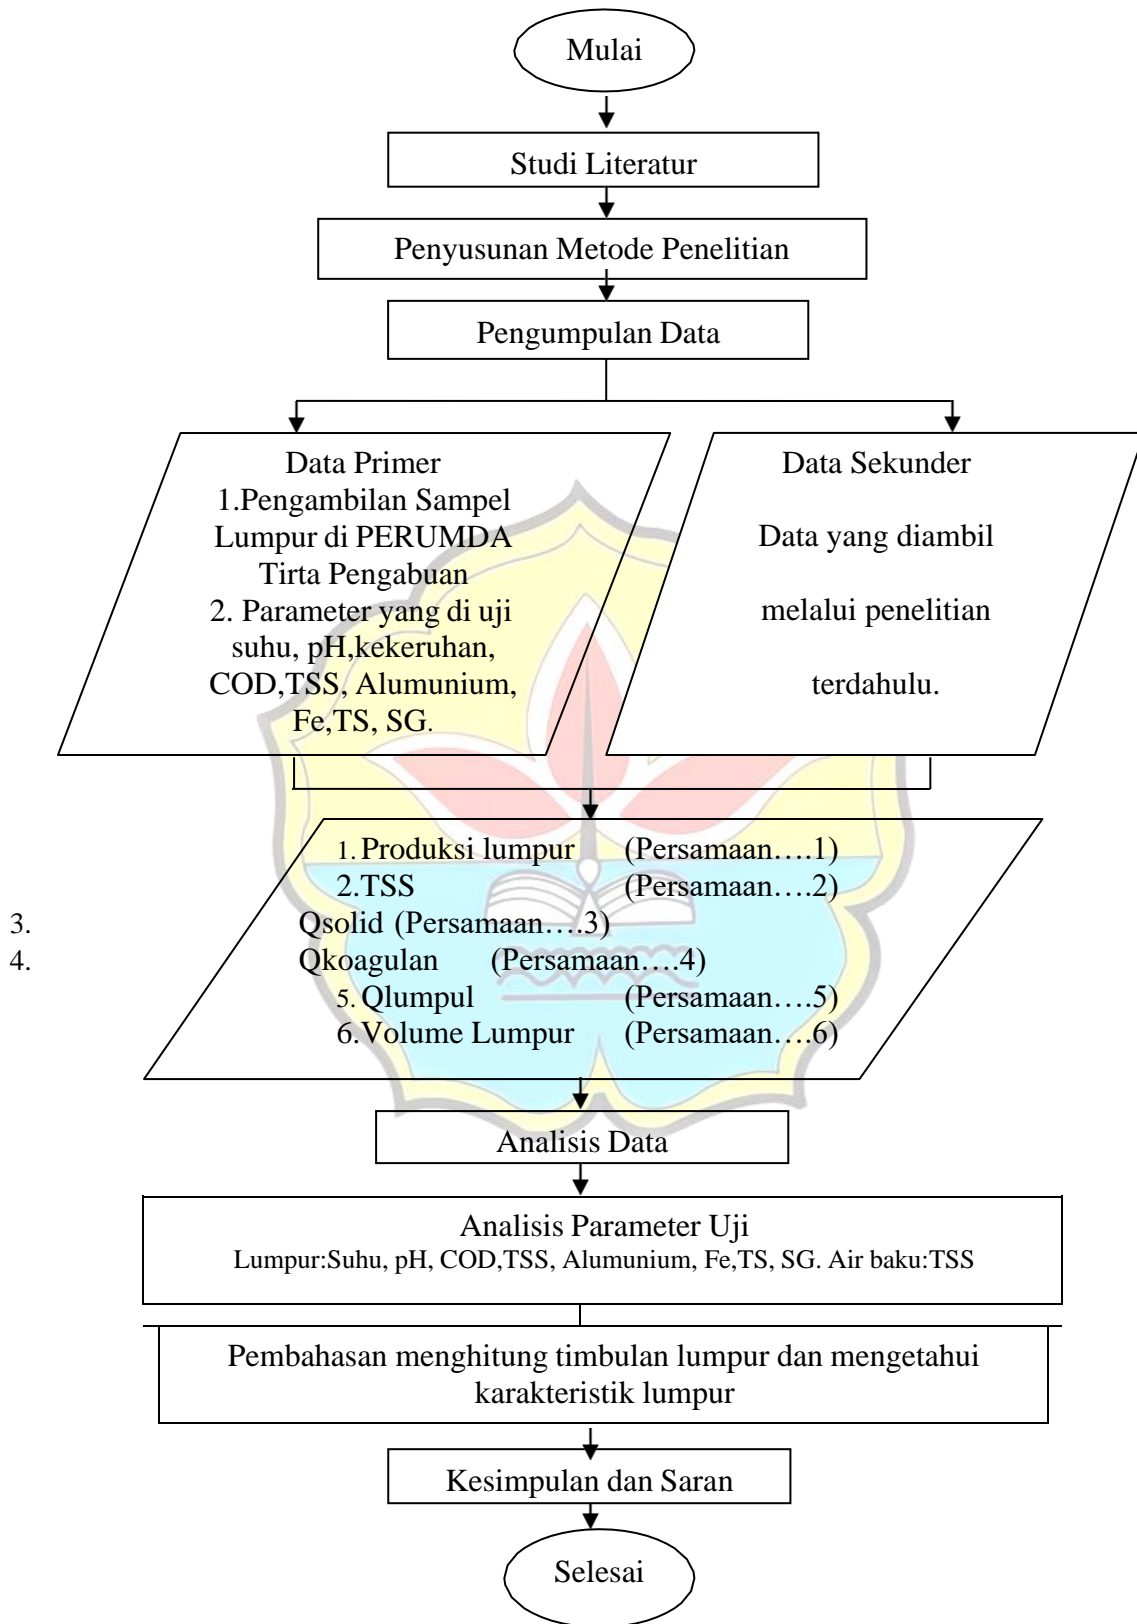 Mulai
Studi Literatur
Penyusunan Metode Penelitian
Pengumpulan Data
Data Primer
1.Pengambilan Sampel
Lumpur di PERUMDA
Tirta Pengabuan
2. Parameter yang di uji
suhu, pH,kekeruhan,
COD,TSS, Alumunium,
Fe,TS, SG.
Data Sekunder
Data yang diambil
melalui penelitian
terdahulu.
1. Produksi lumpur (Persamaan….1)
2.TSS (Persamaan….2)
3. Qsolid (Persamaan….3)
4. Qkoagulan (Persamaan….4)
5. Qlumpul (Persamaan….5)
6.Volume Lumpur (Persamaan….6)
Analisis Data
Analisis Parameter Uji
Lumpur:Suhu, pH, COD,TSS, Alumunium, Fe,TS, SG. Air baku:TSS
Pembahasan menghitung timbulan lumpur dan mengetahui
karakteristik lumpur
Kesimpulan dan Saran
Selesai